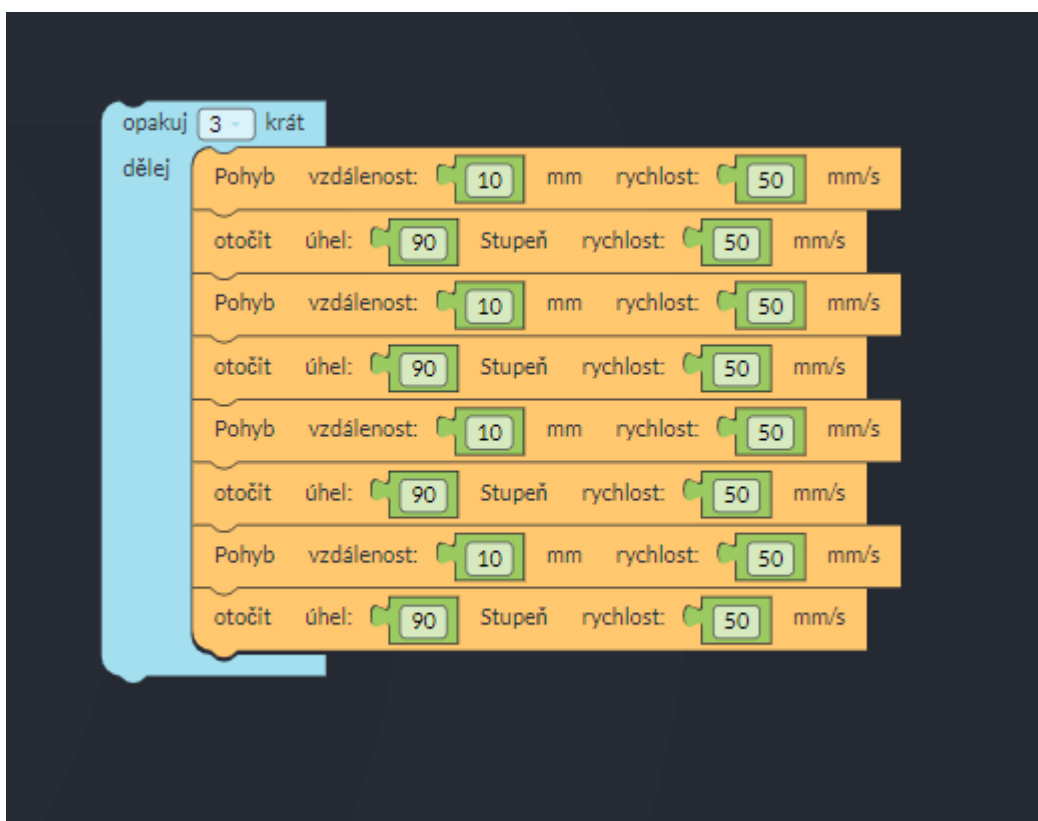 opakuj 3 krát
dělej
Pohyb vzdálenost: 10 mm rychlost: 50 mm/s
otočit úhel: 90 Stupeň rychlost: 50 mm/s
Pohyb vzdálenost: 10 mm rychlost: 50 mm/s
otočit úhel: 90 Stupeň rychlost: 50 mm/s
Pohyb vzdálenost: 10 mm rychlost: 50 mm/s
otočit úhel: 90 Stupeň rychlost: 50 mm/s
Pohyb vzdálenost: 10 mm rychlost: 50 mm/s
otočit úhel: 90 Stupeň rychlost: 50 mm/s